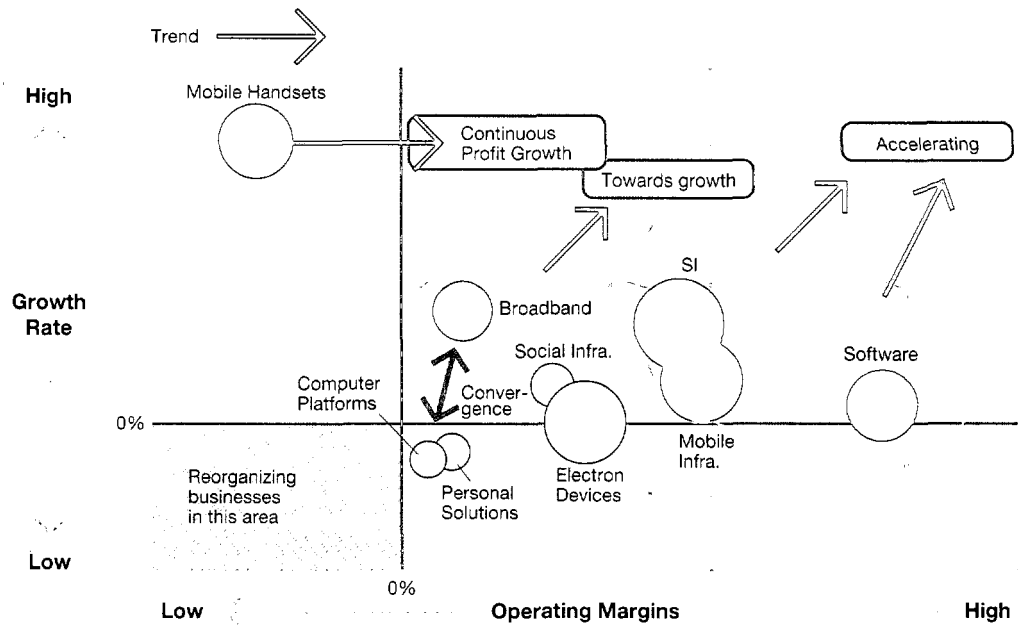 Trend
High
Mobile Handsets
Continuous
Profit Growth
Accelerating
Towards growth
SI
Growth
Rate
Broadband
Social Infra.
Software
Computer
Platforms
Conver-
gence
0%
Mobile
Infra.
Reorganizing
businesses
in this area
Personal
Solutions
Electron
Devices
Low
0%
Low
Operating Margins
High